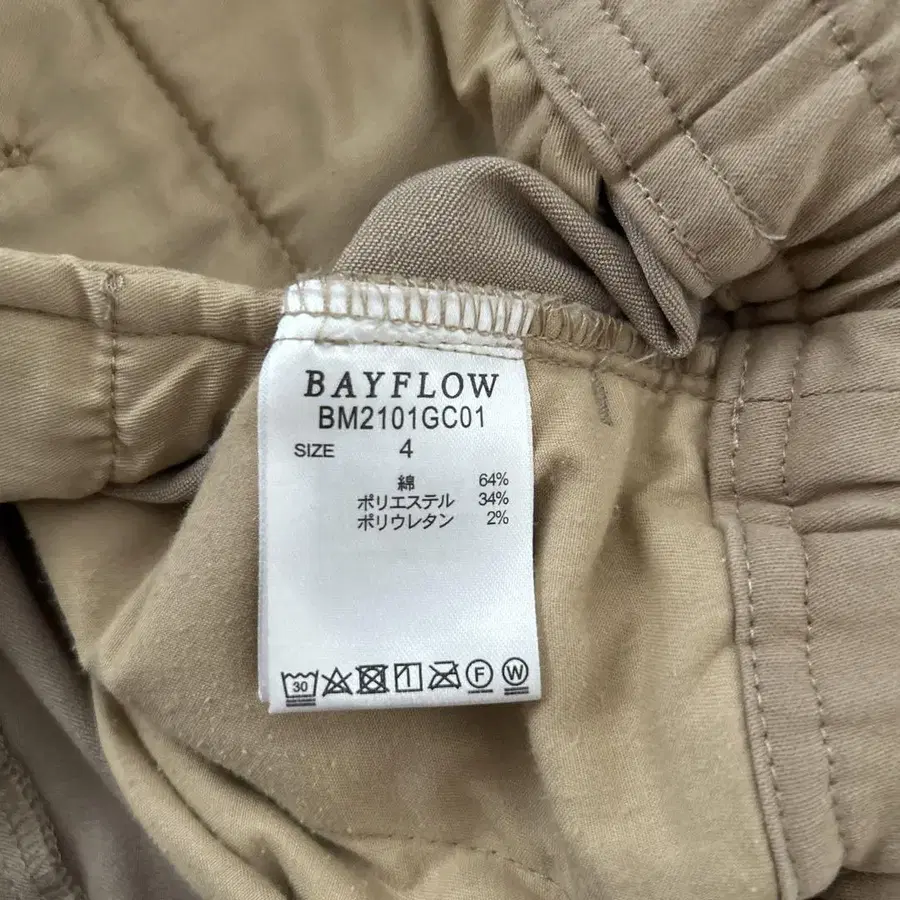 BAYFLOW
BM2101GC01
SIZE 4
綿 64%
ポリエステル 34%
ポリウレタン 2%
30 F W